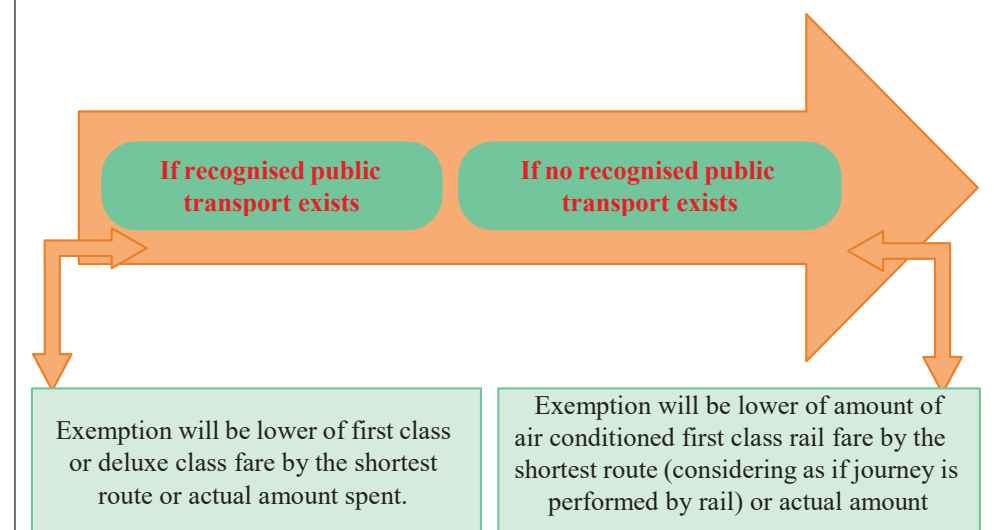 If recognised public
transport exists
If no recognised public
transport exists
Exemption will be lower of first class
or deluxe class fare by the shortest
route or actual amount spent.
Exemption will be lower of amount of
air conditioned first class rail fare by the
shortest route (considering as if journey is
performed by rail) or actual amount